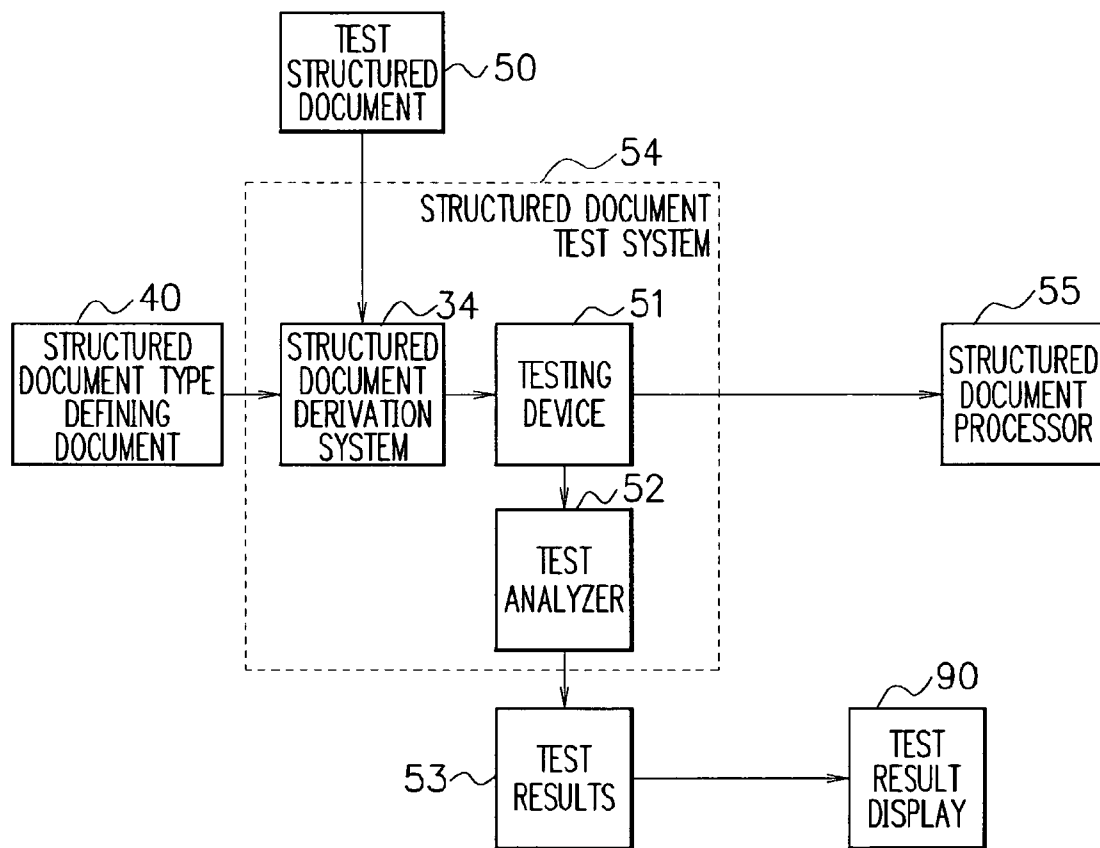 TEST
STRUCTURED
DOCUMENT
50
54
STRUCTURED DOCUMENT
TEST SYSTEM
40
STRUCTURED
DOCUMENT TYPE
DEFINING
DOCUMENT
34
STRUCTURED
DOCUMENT
DERIVATION
SYSTEM
51
TESTING
DEVICE
55
STRUCTURED
DOCUMENT
PROCESSOR
52
TEST
ANALYZER
53
TEST
RESULTS
90
TEST
RESULT
DISPLAY